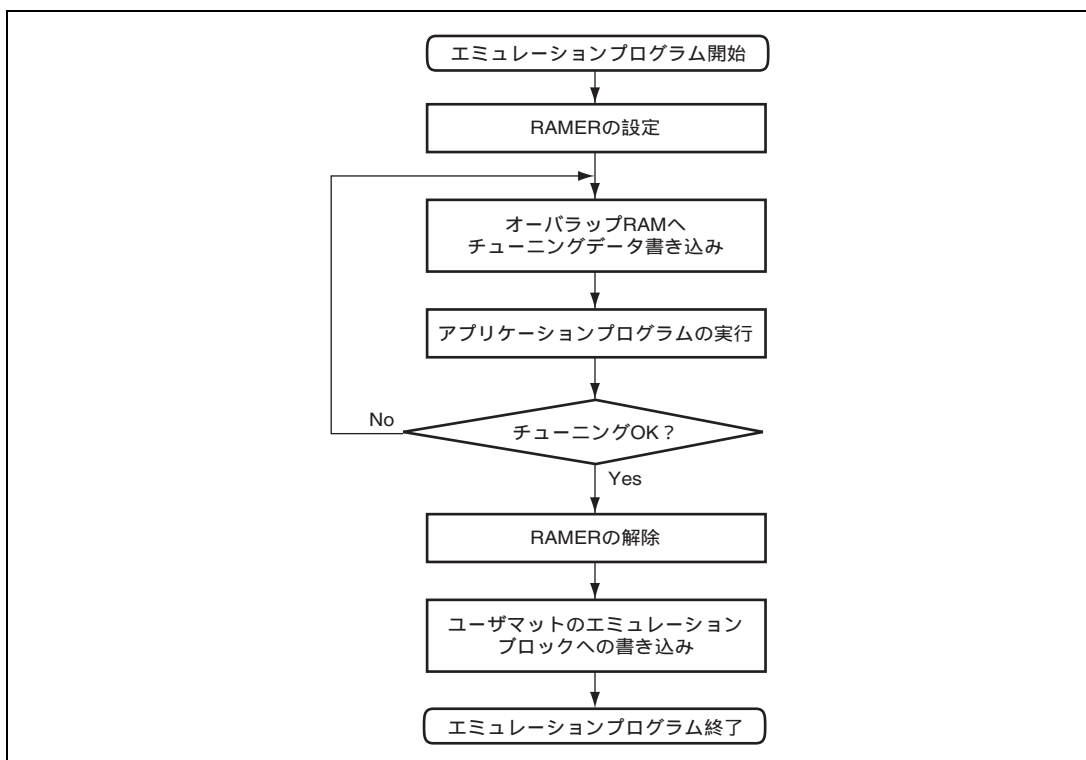 エミュレーションプログラム開始
RAMERの設定
オーバラップRAMへ
チューニングデータ書き込み
アプリケーションプログラムの実行
チューニングOK？
No
Yes
RAMERの解除
ユーザマットのエミュレーション
ブロックへの書き込み
エミュレーションプログラム終了